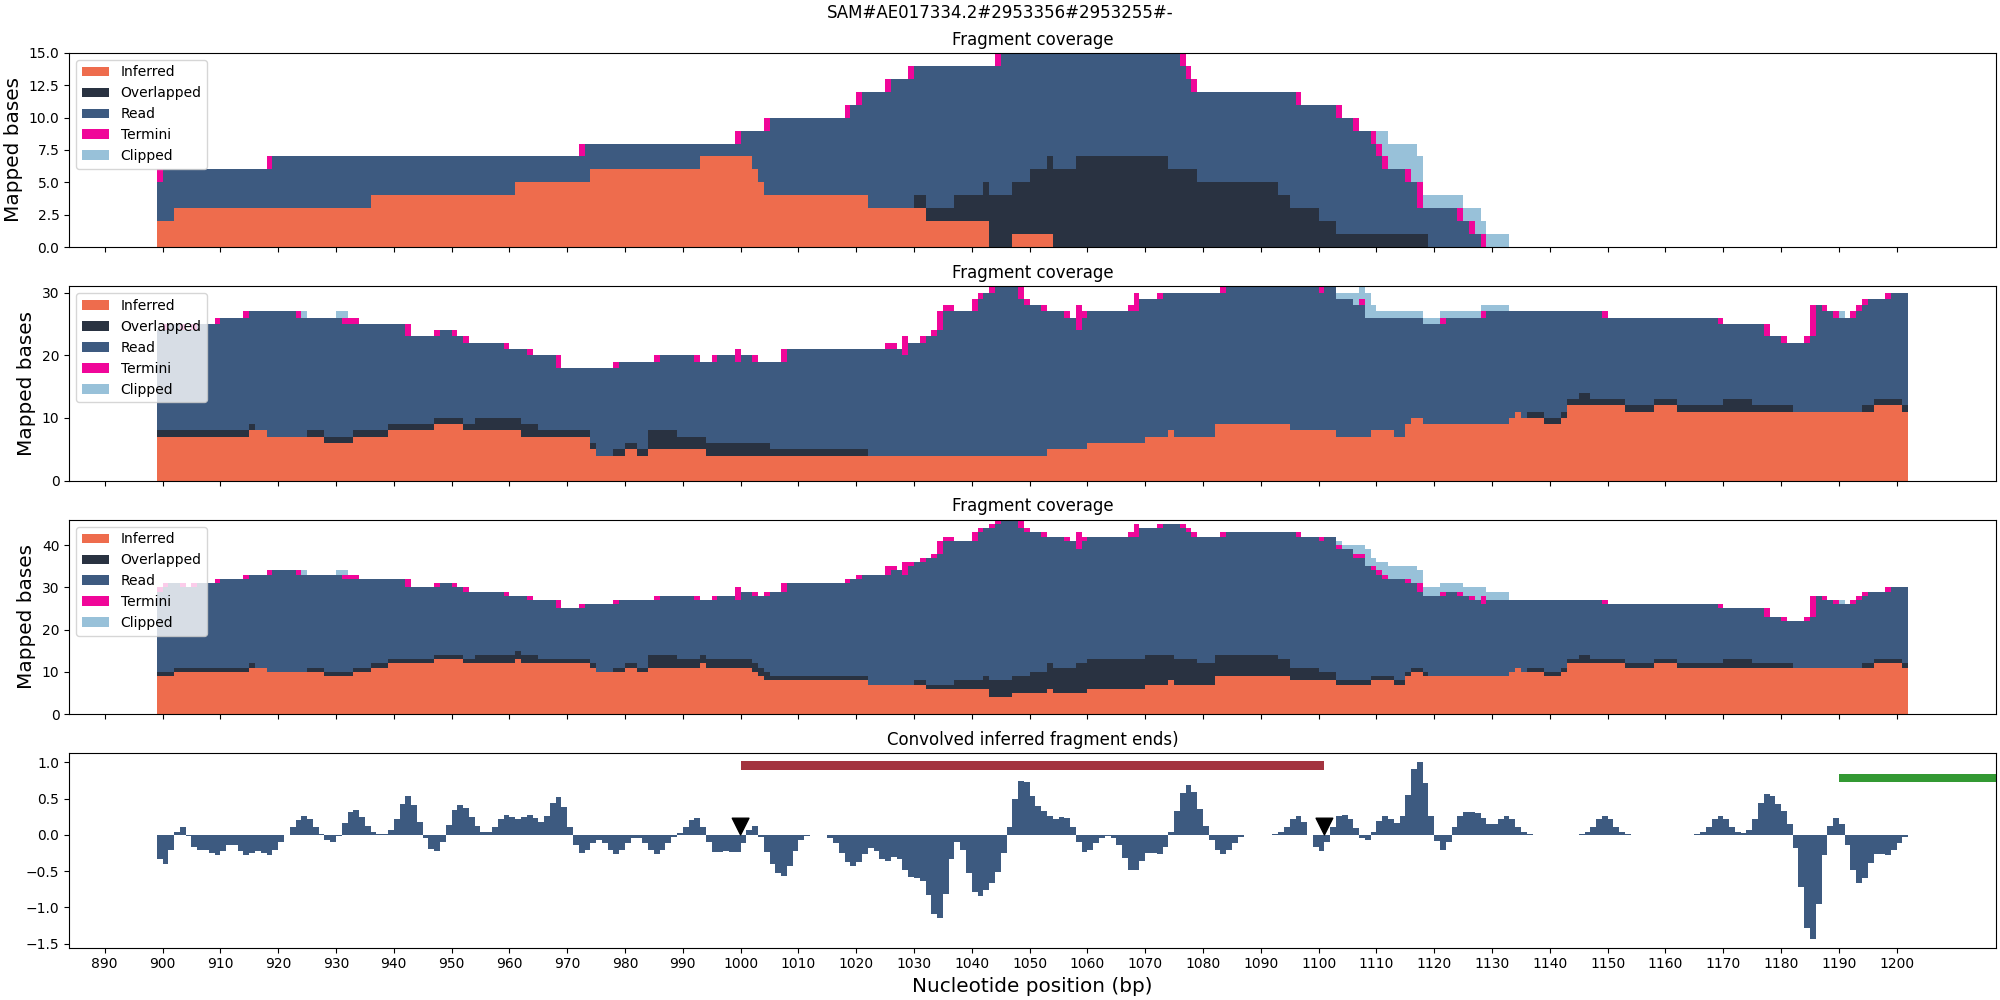 SAM#AE017334.2#2953356#2953255#-
Fragment coverage
Mapped bases
15.0
12.5
10.0
7.5
5.0
2.5
0.0
Inferred
Overlapped
Read
Termini
Clipped
Fragment coverage
Mapped bases
30
20
10
0
Inferred
Overlapped
Read
Termini
Clipped
Fragment coverage
Mapped bases
40
30
20
10
0
Inferred
Overlapped
Read
Termini
Clipped
Convolved inferred fragment ends)
1.0
0.5
0.0
−0.5
−1.0
−1.5
890 900 910 920 930 940 950 960 970 980 990 1000 1010 1020 1030 1040 1050 1060 1070 1080 1090 1100 1110 1120 1130 1140 1150 1160 1170 1180 1190 1200
Nucleotide position (bp)